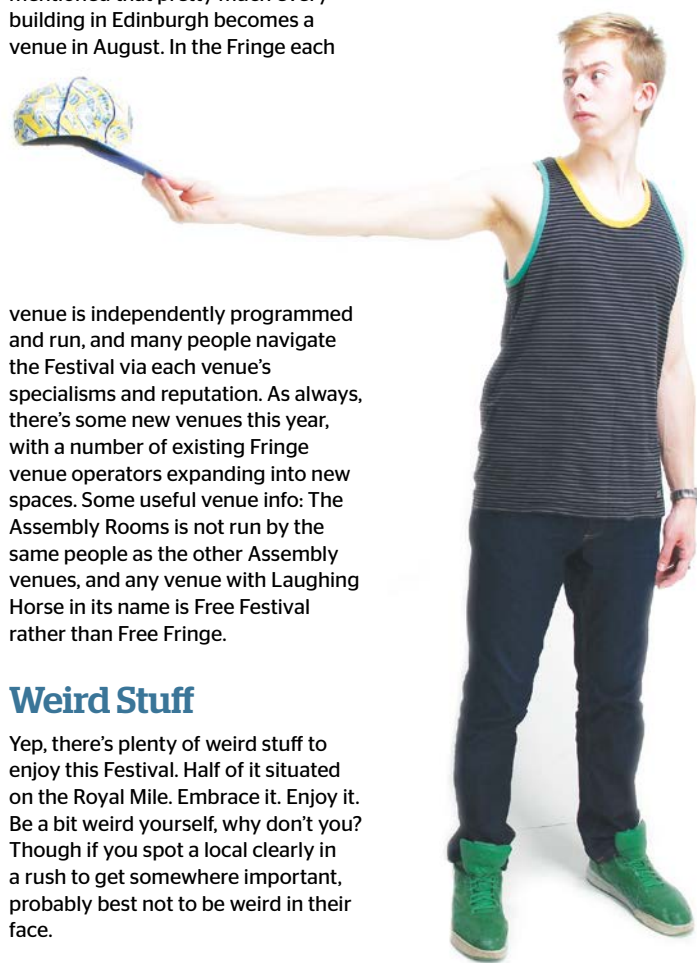 building in Edinburgh becomes a
venue in August. In the Fringe each
venue is independently programmed
and run, and many people navigate
the Festival via each venue's
specialisms and reputation. As always,
there's some new venues this year,
with a number of existing Fringe
venue operators expanding into new
spaces. Some useful venue info: The
Assembly Rooms is not run by the
same people as the other Assembly
venues, and any venue with Laughing
Horse in its name is Free Festival
rather than Free Fringe.
Weird Stuff
Yep, there's plenty of weird stuff to
enjoy this Festival. Half of it situated
on the Royal Mile. Embrace it. Enjoy it.
Be a bit weird yourself, why don't you?
Though if you spot a local clearly in
a rush to get somewhere important,
probably best not to be weird in their
face.